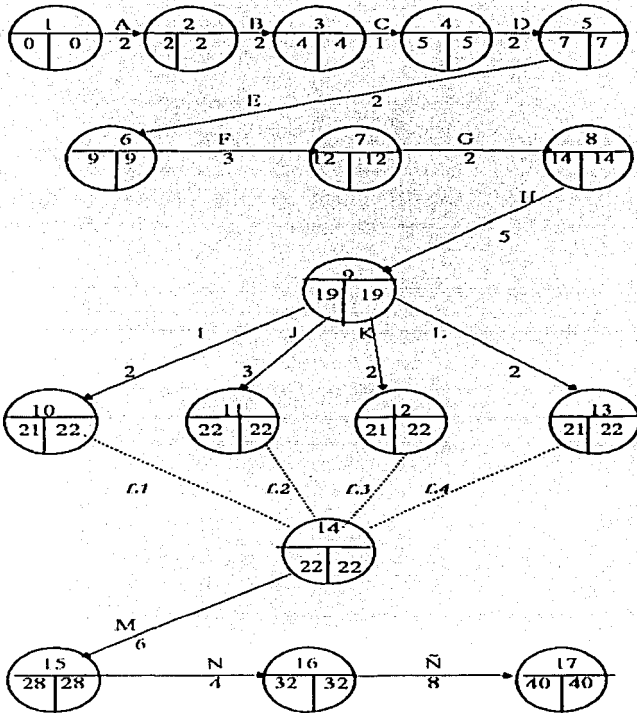 1 A 2 B 3 C 4 D 5
0 0 2 2 2 2 4 4 1 5 5 2 7 7
E 2
6 F 7 G 8
9 9 3 12 12 2 14 14
H
5
9
19 19
I J K L
2 3 2 2
10 11 12 13
21 22 22 22 21 22 21 22
f.1 f.2 f.3 f.4
14
22 22
M
6
15 N 16 Ñ 17
28 28 4 32 32 8 40 40